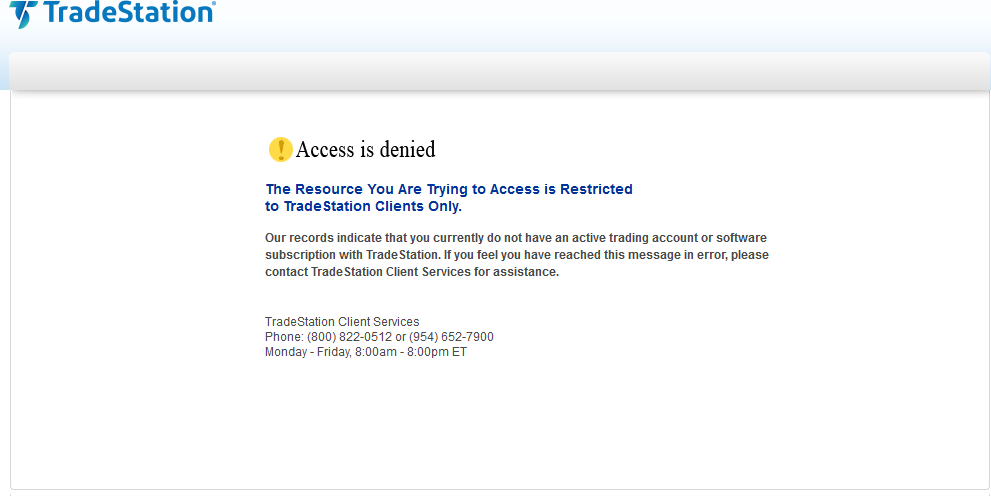 TradeStation®
Access is denied
The Resource You Are Trying to Access is Restricted
to TradeStation Clients Only.
Our records indicate that you currently do not have an active trading account or software
subscription with TradeStation. If you feel you have reached this message in error, please
contact TradeStation Client Services for assistance.
TradeStation Client Services
Phone: (800) 822-0512 or (954) 652-7900
Monday - Friday, 8:00am - 8:00pm ET